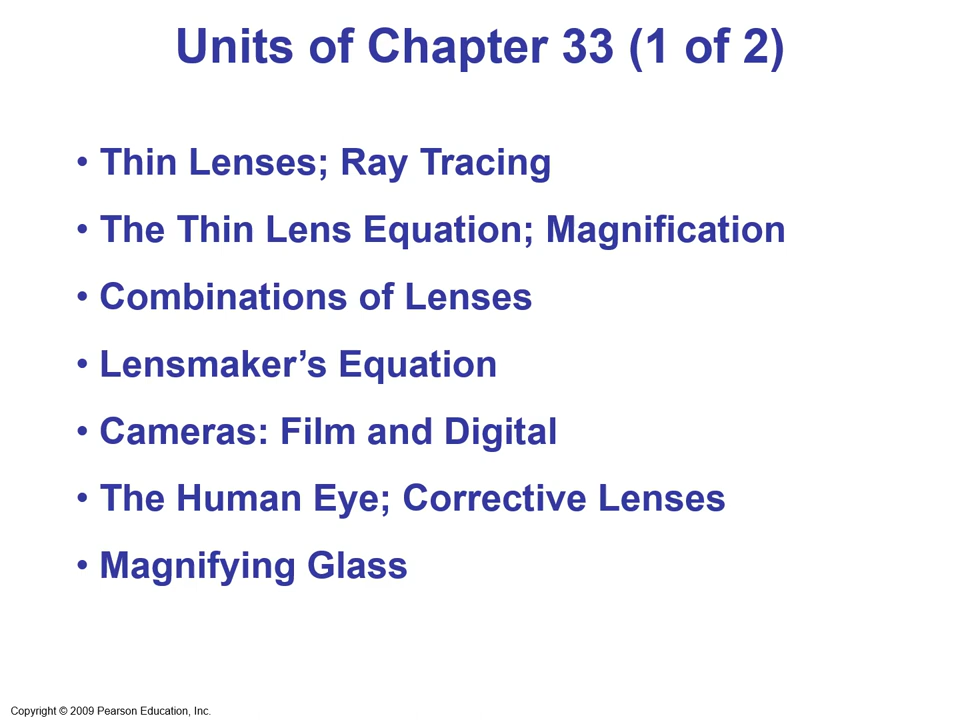 Units of Chapter 33 (1 of 2)
• Thin Lenses; Ray Tracing
• The Thin Lens Equation; Magnification
• Combinations of Lenses
• Lensmaker’s Equation
• Cameras: Film and Digital
• The Human Eye; Corrective Lenses
• Magnifying Glass
Copyright © 2009 Pearson Education, Inc.